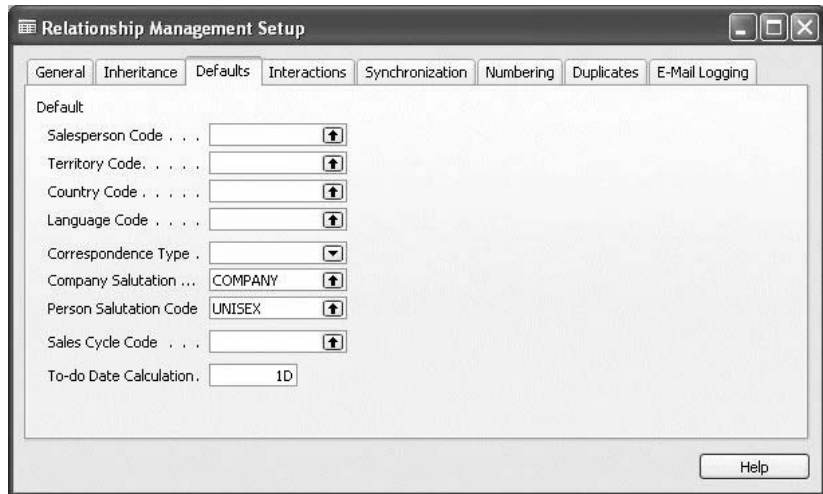 Relationship Management Setup
General Inheritance Defaults Interactions Synchronization Numbering Duplicates E-Mail Logging
Default
Salesperson Code . . .
Territory Code. . . . .
Country Code . . . . .
Language Code . . . .
Correspondence Type .
Company Salutation ... COMPANY
Person Salutation Code UNISEX
Sales Cycle Code . . .
To-do Date Calculation. 1D
Help